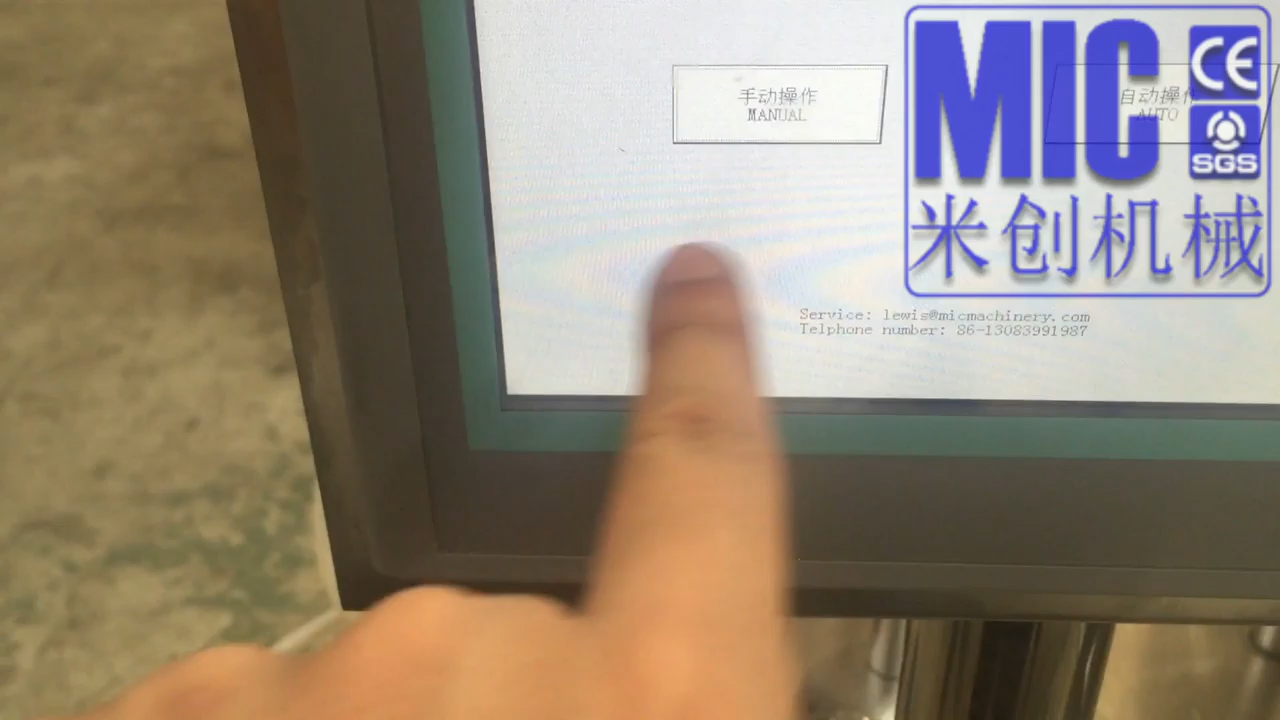 手动操作
MANUAL
自动操作
AUTO
MIC
CE
SGS
米创机械
Service: lewis@micmachinery.com
Telphone number: 86-13083991987